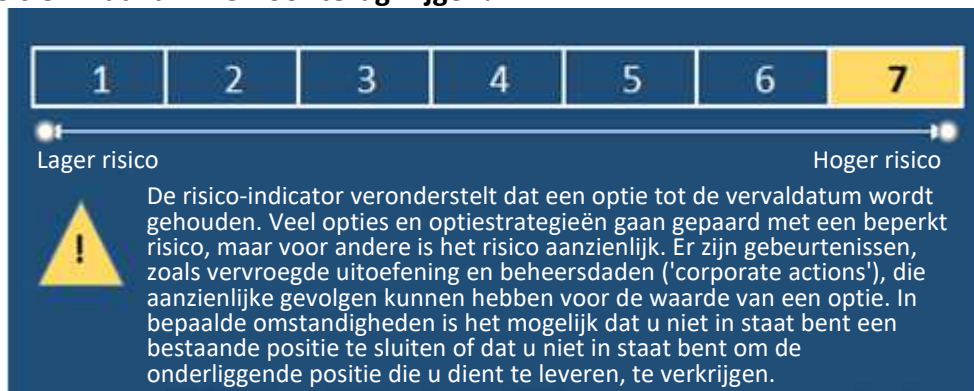 1 2 3 4 5 6 7
Lager risico Hoger risico
De risico-indicator veronderstelt dat een optie tot de vervaldatum wordt
gehouden. Veel opties en optiestrategieën gaan gepaard met een beperkt
risico, maar voor andere is het risico aanzienlijk. Er zijn gebeurtenissen,
zoals vervroegde uitoefening en beheersdaden ('corporate actions'), die
aanzienlijke gevolgen kunnen hebben voor de waarde van een optie. In
bepaalde omstandigheden is het mogelijk dat u niet in staat bent een
bestaande positie te sluiten of dat u niet in staat bent om de
onderliggende positie die u dient te leveren, te verkrijgen.
!